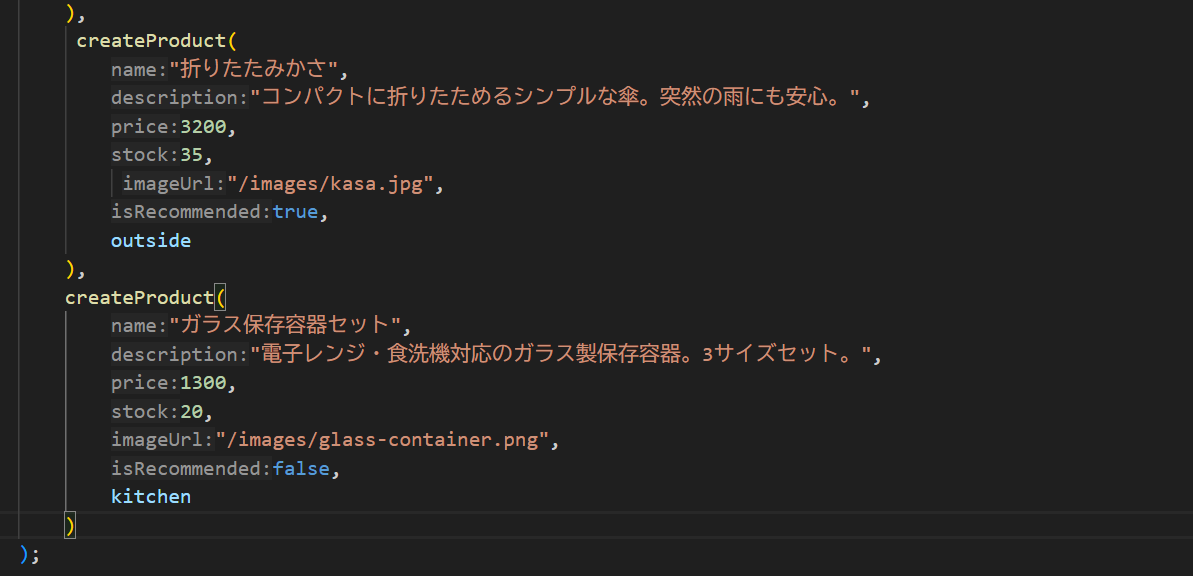 ),
createProduct(
name:"折りたたみかさ",
description:"コンパクトに折りたためるシンプルな傘。突然の雨にも安心。",
price:3200,
stock:35,
imageUrl:"/images/kasa.jpg",
isRecommended:true,
outside
),
createProduct(
name:"ガラス保存容器セット",
description:"電子レンジ・食洗機対応のガラス製保存容器。3サイズセット。",
price:1300,
stock:20,
imageUrl:"/images/glass-container.png",
isRecommended:false,
kitchen
)
);